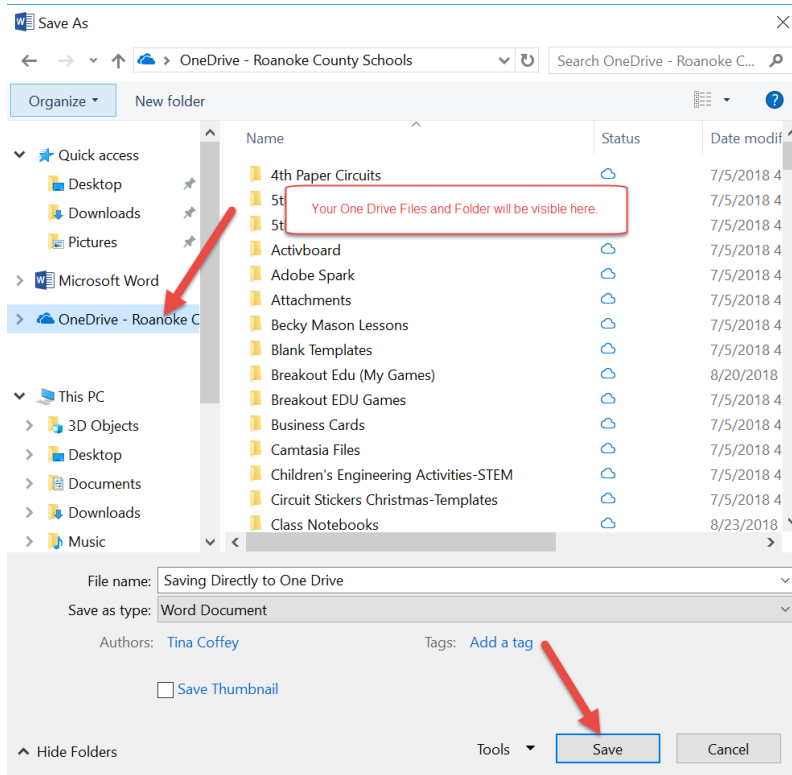 Save As
OneDrive - Roanoke County Schools
Search OneDrive - Roanoke C...
Organize
New folder
?
Name Status Date modif
Quick access
Desktop
Downloads
Pictures
Microsoft Word
OneDrive - Roanoke C
This PC
3D Objects
Desktop
Documents
Downloads
Music
4th Paper Circuits 7/5/2018 4
5t 7/5/2018 4
Your One Drive Files and Folder will be visible here.
5t 7/5/2018 4
Activboard 7/5/2018 4
Adobe Spark 7/5/2018 4
Attachments 7/5/2018 4
Becky Mason Lessons 7/5/2018 4
Blank Templates 7/5/2018 4
Breakout Edu (My Games) 8/20/2018
Breakout EDU Games 7/5/2018 4
Business Cards 7/5/2018 4
Camtasia Files 7/5/2018 4
Children's Engineering Activities-STEM 7/5/2018 4
Circuit Stickers Christmas-Templates 7/5/2018 4
Class Notebooks 8/23/2018
File name: Saving Directly to One Drive
Save as type: Word Document
Authors: Tina Coffey Tags: Add a tag
Save Thumbnail
Hide Folders Tools Save Cancel